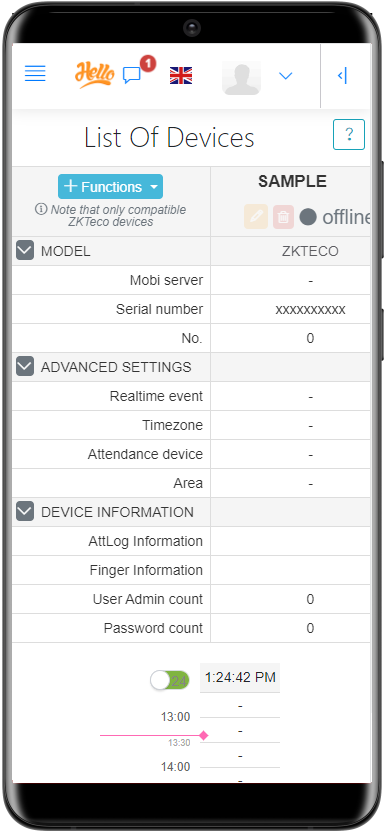 Hello
1
List Of Devices
?
Functions
SAMPLE
Note that only compatible
ZKTeco devices
offline
MODEL ZKTECO
Mobi server -
Serial number xxxxxxxxxx
No. 0
ADVANCED SETTINGS
Realtime event -
Timezone -
Attendance device -
Area -
DEVICE INFORMATION
AttLog Information
Finger Information
User Admin count 0
Password count 0
24 1:24:42 PM
-
13:00
-
13:30
-
14:00
-